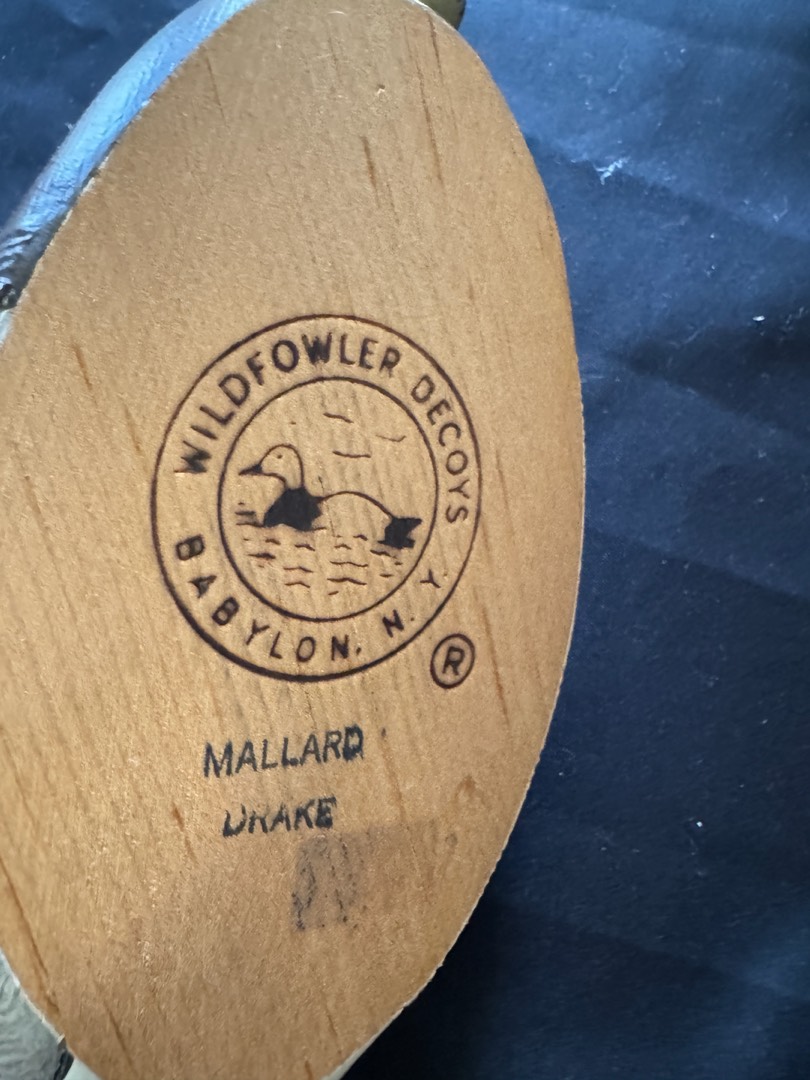 WILDFOWLER DECOYS
BABYLON, N. Y.
®
MALLARD
DRAKE